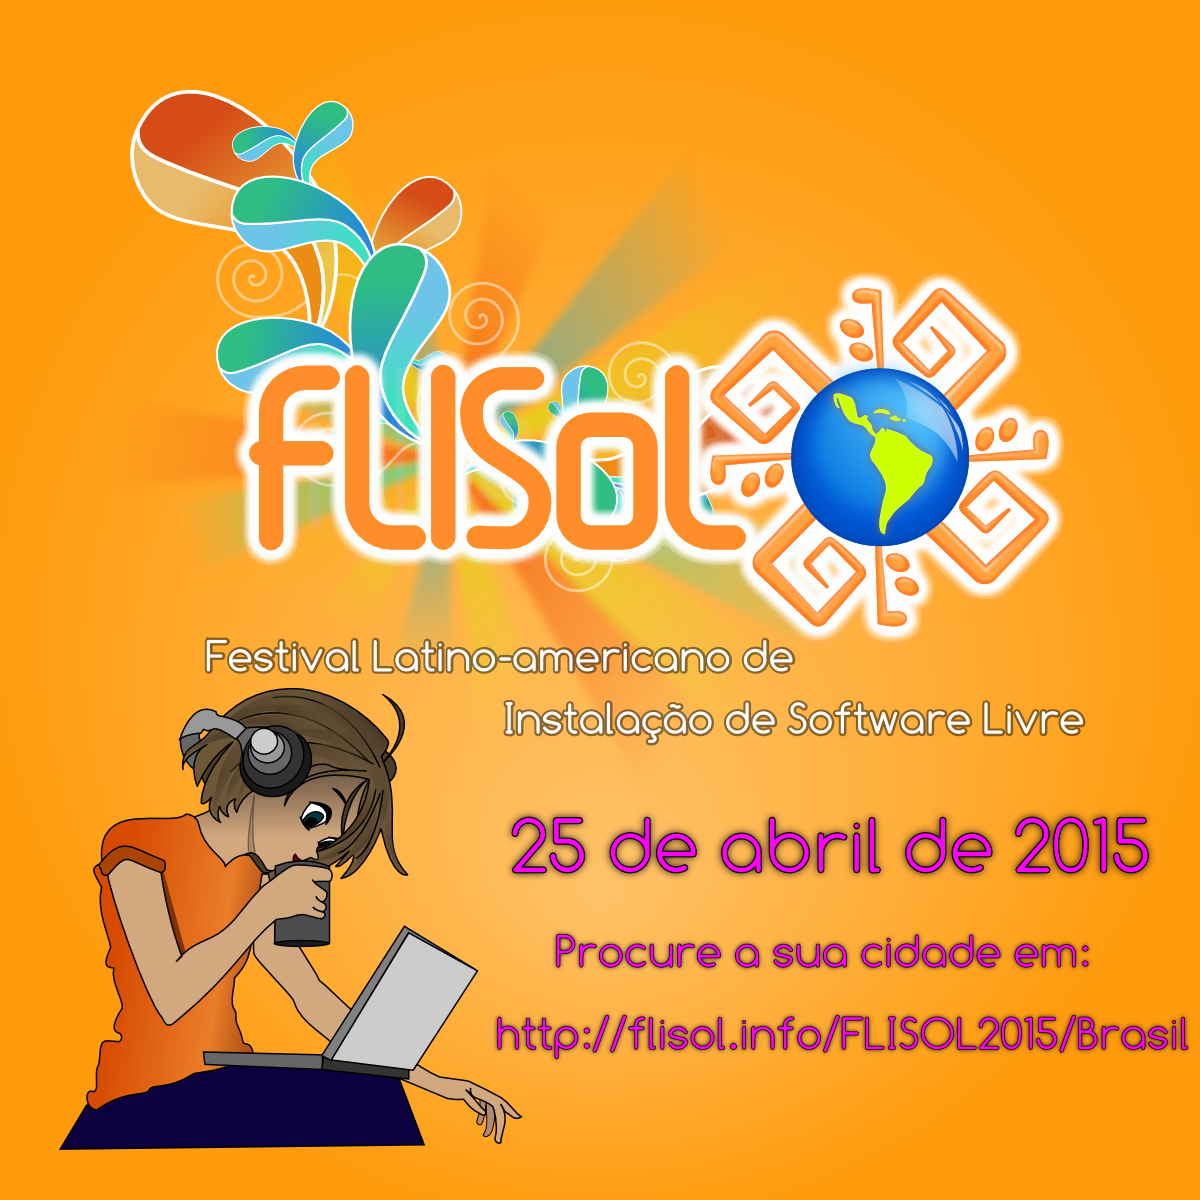 FLISoL
Festival Latino-americano de
Instalação de Software Livre
25 de abril de 2015
Procure a sua cidade em:
http://flisol.info/FLISOL2015/Brasil